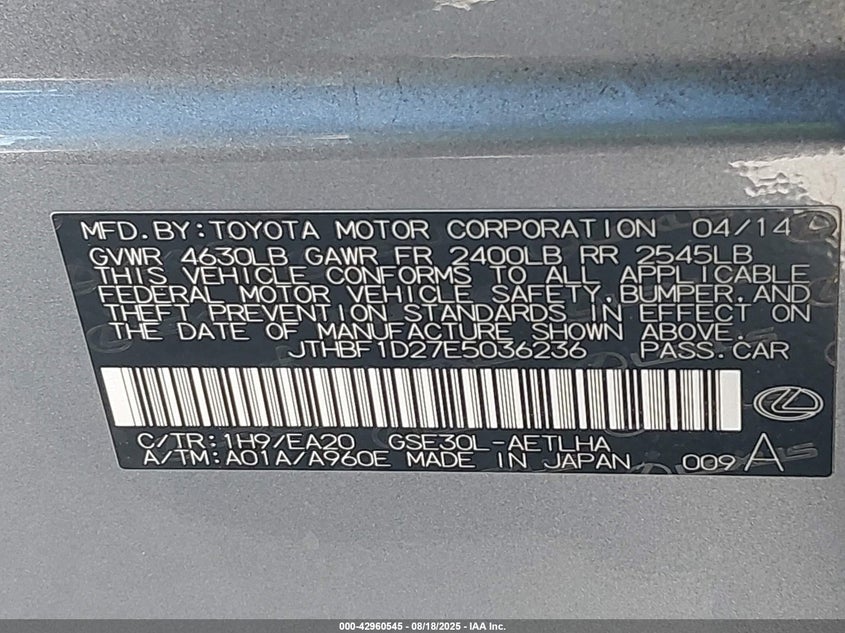 MFD.BY:TOYOTA MOTOR CORPORATION 04/14
GVWR 4630LB GAWR FR 2400LB RR 2545LB
THIS VEHICLE CONFORMS TO ALL APPLICABLE
FEDERAL MOTOR VEHICLE SAFETY,BUMPER,AND
THEFT PREVENTION STANDARDS IN EFFECT ON
THE DATE OF MANUFACTURE SHOWN ABOVE.
JTHBF1D27E5036236 PASS.CAR
C/TR:1H9/EA20 GSE30L-AETLHA
A/TM:A01A/A960E MADE IN JAPAN 009 A
000-42960545 - 08/18/2025 - IAA Inc.